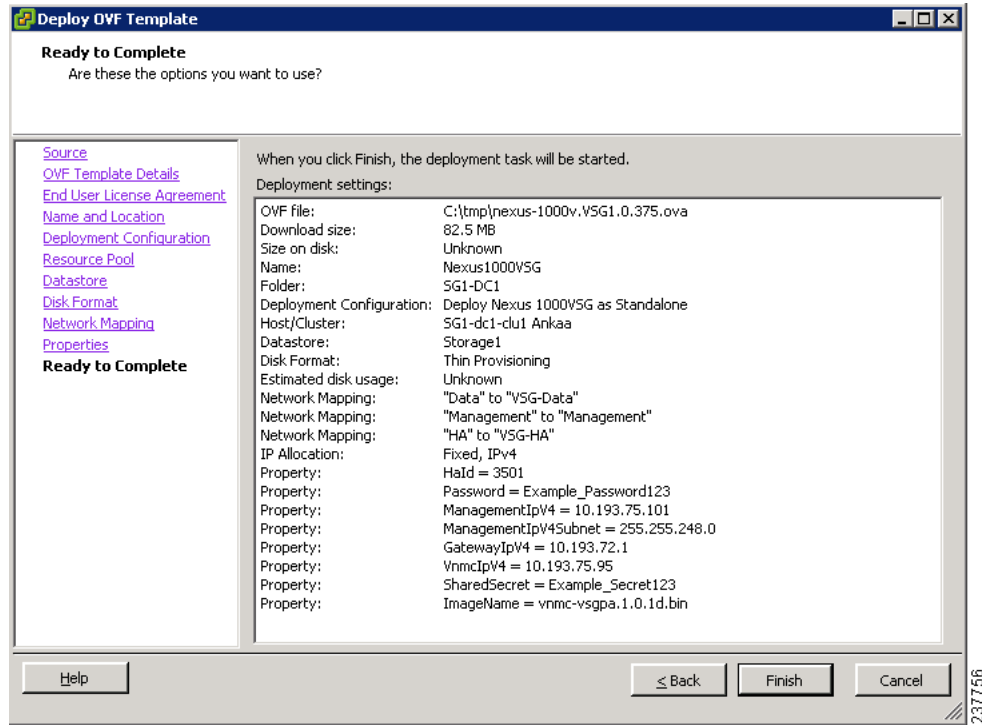 Deploy OVF Template
Ready to Complete
Are these the options you want to use?
Source
OVF Template Details
End User License Agreement
Name and Location
Deployment Configuration
Resource Pool
Datastore
Disk Format
Network Mapping
Properties
Ready to Complete
When you click Finish, the deployment task will be started.
Deployment settings:
OVF file: C:\tmp\nexus-1000v.VSG1.0.375.ova
Download size: 82.5 MB
Size on disk: Unknown
Name: Nexus1000VSG
Folder: SG1-DC1
Deployment Configuration: Deploy Nexus 1000VSG as Standalone
Host/Cluster: SG1-dc1-clu1 Ankaa
Datastore: Storage1
Disk Format: Thin Provisioning
Estimated disk usage: Unknown
Network Mapping: "Data" to "VSG-Data"
Network Mapping: "Management" to "Management"
Network Mapping: "HA" to "VSG-HA"
IP Allocation: Fixed, IPv4
Property: HaId = 3501
Property: Password = Example_Password123
Property: ManagementIpV4 = 10.193.75.101
Property: ManagementIpV4Subnet = 255.255.248.0
Property: GatewayIpV4 = 10.193.72.1
Property: VnmcIpV4 = 10.193.75.95
Property: SharedSecret = Example_Secret123
Property: ImageName = vnmc-vsgpa.1.0.1d.bin
Help
≤ Back
Finish
Cancel
237756